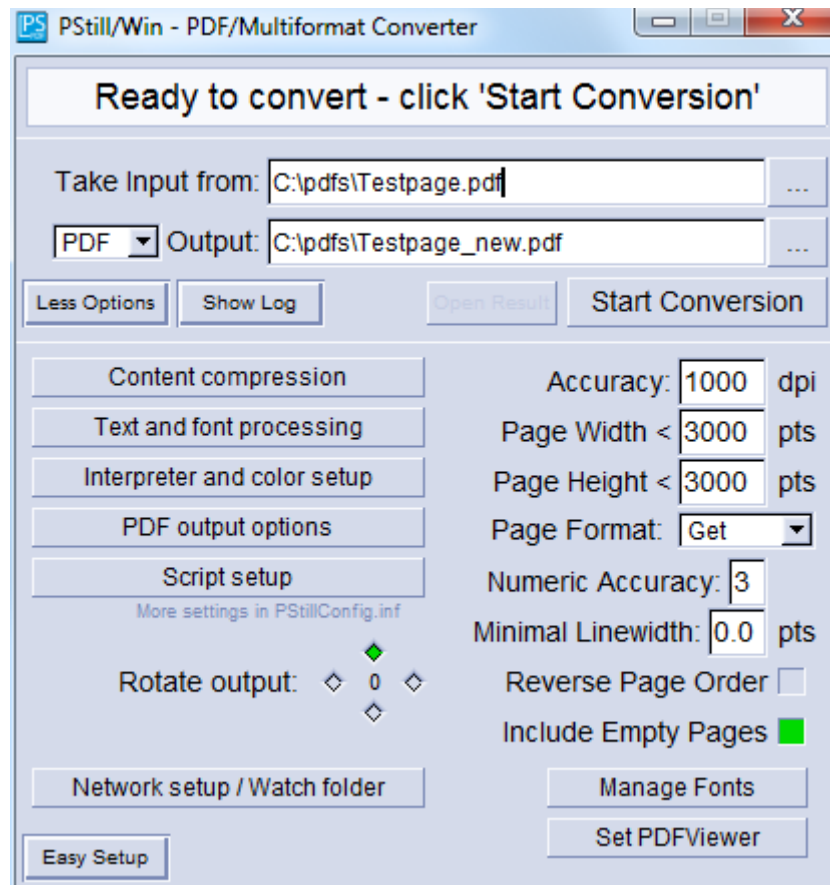 PS PStill/Win - PDF/Multiformat Converter
Ready to convert - click 'Start Conversion'
Take Input from: C:\pdfs\Testpage.pdf ...
PDF Output: C:\pdfs\Testpage_new.pdf ...
Less Options Show Log Open Result Start Conversion
Content compression Accuracy: 1000 dpi
Text and font processing Page Width < 3000 pts
Interpreter and color setup Page Height < 3000 pts
PDF output options Page Format: Get
Script setup Numeric Accuracy: 3
More settings in PStillConfig.inf
Minimal Linewidth: 0.0 pts
Rotate output: 0 Reverse Page Order
Include Empty Pages
Network setup / Watch folder Manage Fonts
Set PDFViewer
Easy Setup